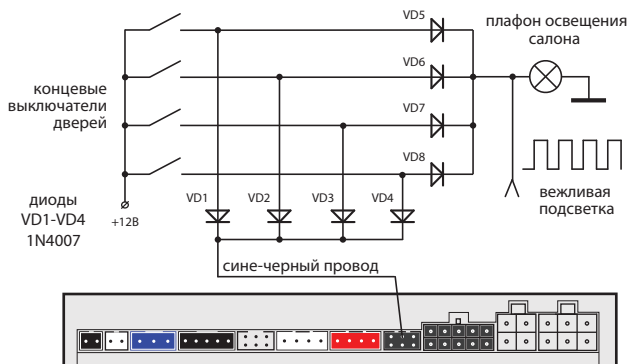 VD5
плафон освещения
салона
VD6
концевые
выключатели
дверей
VD7
VD8
вежливая
подсветка
диоды
VD1-VD4
1N4007
+12В
VD1
VD2
VD3
VD4
сине-черный провод